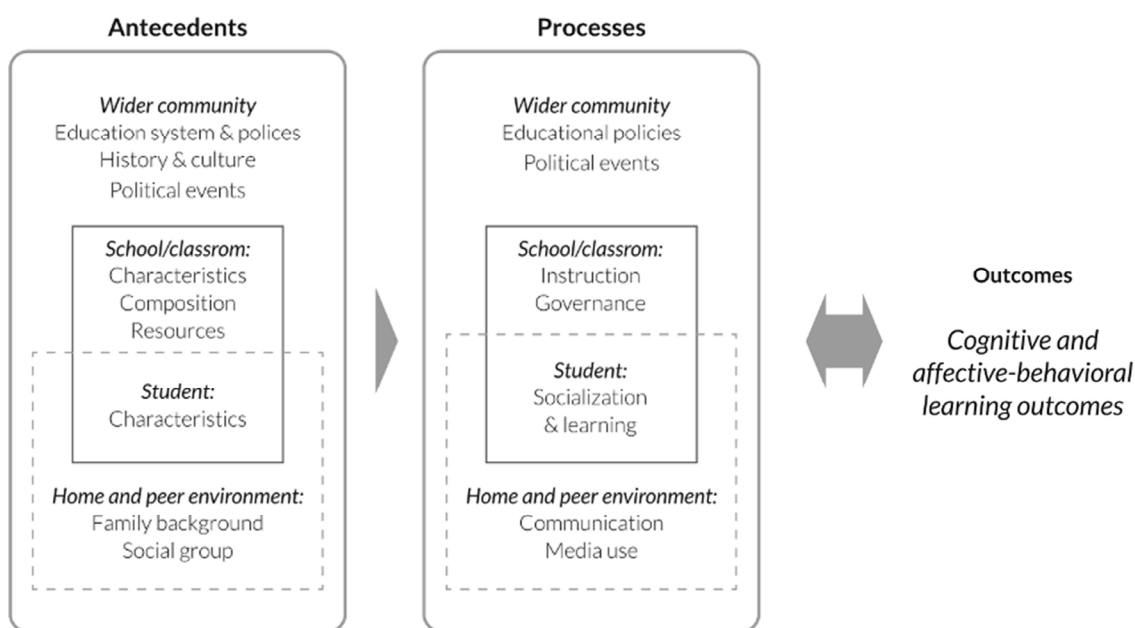 Antecedents
Wider community
Education system & polices
History & culture
Political events
School/classrom:
Characteristics
Composition
Resources
Student:
Characteristics
Home and peer environment:
Family background
Social group
Processes
Wider community
Educational policies
Political events
School/classrom:
Instruction
Governance
Student:
Socialization
& learning
Home and peer environment:
Communication
Media use
Outcomes
Cognitive and
affective-behavioral
learning outcomes